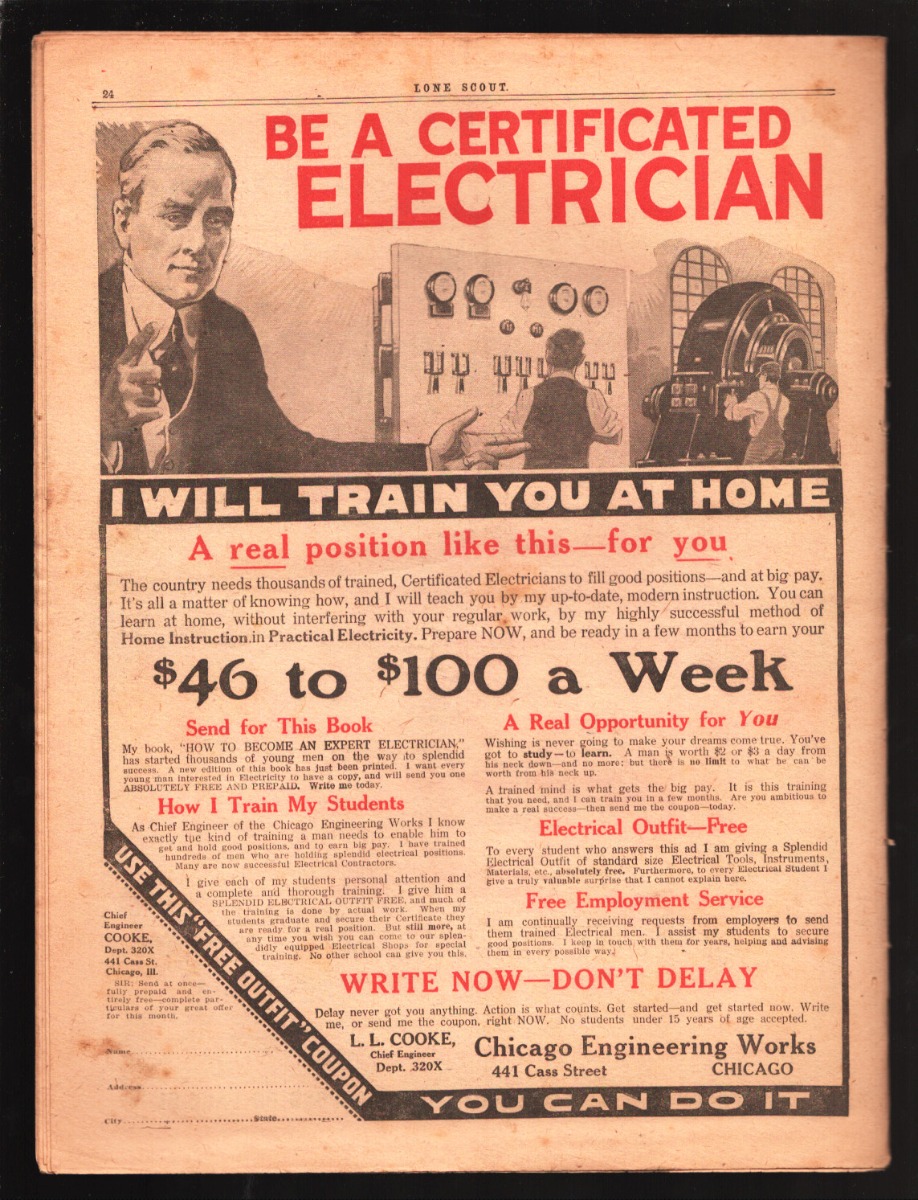 24
LONE SCOUT.
BE A CERTIFICATED
ELECTRICIAN
I WILL TRAIN YOU AT HOME
A real position like this—for you
The country needs thousands of trained, Certificated Electricians to fill good positions—and at big pay.
It's all a matter of knowing how, and I will teach you by my up-to-date, modern instruction. You can
learn at home, without interfering with your regular work, by my highly successful method of
Home Instruction in Practical Electricity. Prepare NOW, and be ready in a few months to earn your
$46 to $100 a Week
Send for This Book
My book, "HOW TO BECOME AN EXPERT ELECTRICIAN,"
has started thousands of young men on the way to splendid
success. A new edition of this book has just been printed. I want every
young man interested in Electricity to have a copy, and will send you one
ABSOLUTELY FREE AND PREPAID. Write me today.
How I Train My Students
As Chief Engineer of the Chicago Engineering Works I know
exactly the kind of training a man needs to enable him to
get and hold good positions, and to earn big pay. I have trained
hundreds of men who are holding splendid electrical positions.
Many are now successful Electrical Contractors.
I give each of my students personal attention and
a complete and thorough training. I give him a
SPLENDID ELECTRICAL OUTFIT FREE, and much of
the training is done by actual work. When my
students graduate and secure their Certificate they
are ready for a real position. But still more, at
any time you wish you can come to our splen-
didly equipped Electrical Shops for special
training. No other school can give you this.
A Real Opportunity for You
Wishing is never going to make your dreams come true. You've
got to study—to learn. A man is worth $2 or $3 a day from
his neck down—and no more; but there is no limit to what he can be
worth from his neck up.
A trained mind is what gets the big pay. It is this training
that you need, and I can train you in a few months. Are you ambitious to
make a real success—then send me the coupon—today.
Electrical Outfit—Free
To every student who answers this ad I am giving a Splendid
Electrical Outfit of standard size Electrical Tools, Instruments,
Materials, etc., absolutely free. Furthermore, to every Electrical Student I
give a truly valuable surprise that I cannot explain here.
Free Employment Service
I am continually receiving requests from employers to send
them trained Electrical men. I assist my students to secure
good positions. I keep in touch with them for years, helping and advising
them in every possible way.
WRITE NOW—DON'T DELAY
Delay never got you anything. Action is what counts. Get started—and get started now. Write
me, or send me the coupon, right NOW. No students under 15 years of age accepted.
L. L. COOKE,
Chief Engineer
Dept. 320X
Chicago Engineering Works
441 Cass Street CHICAGO
YOU CAN DO IT
USE THIS "FREE OUTFIT" COUPON
Chief
Engineer
COOKE,
Dept. 320X
441 Cass St.
Chicago, Ill.
SIR: Send at once—
fully prepaid and en-
tirely free—complete par-
ticulars of your great offer
for this month.
Name
Address
City State